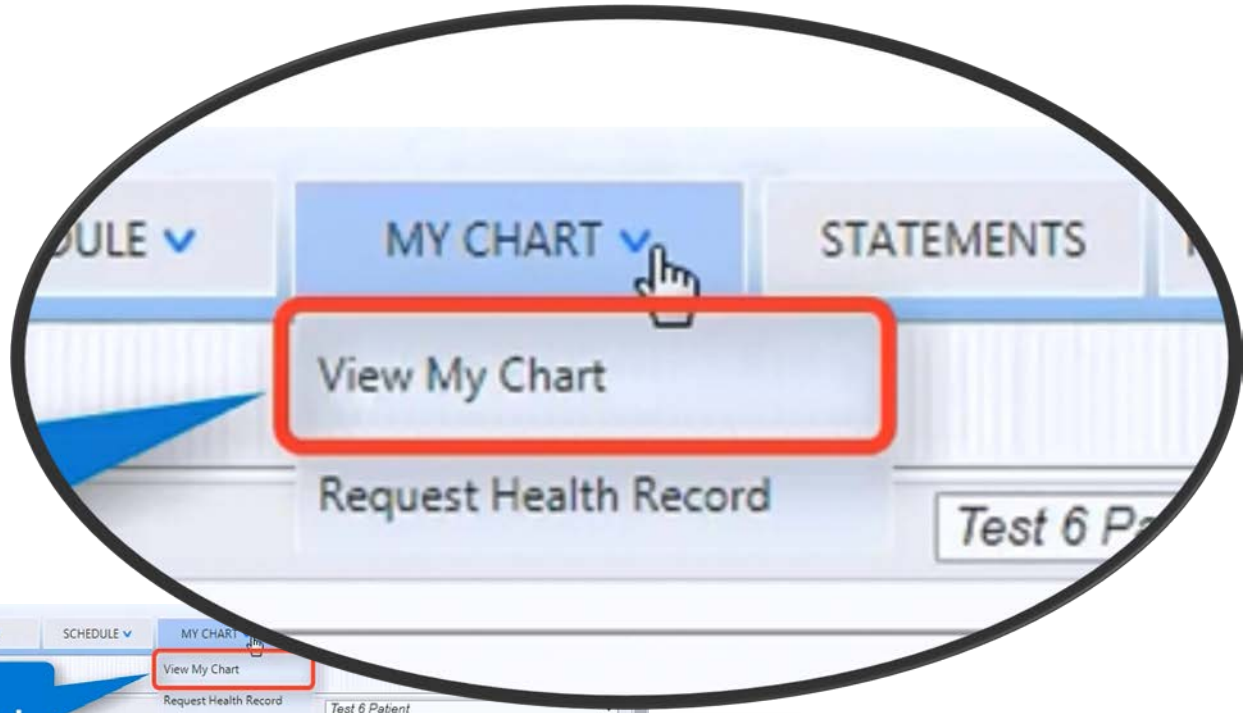 DULE MY CHART STATEMENTS
View My Chart
Request Health Record
Test 6 Pa
SCHEDULE MY CHART
View My Chart
Request Health Record
Test 6 Patient